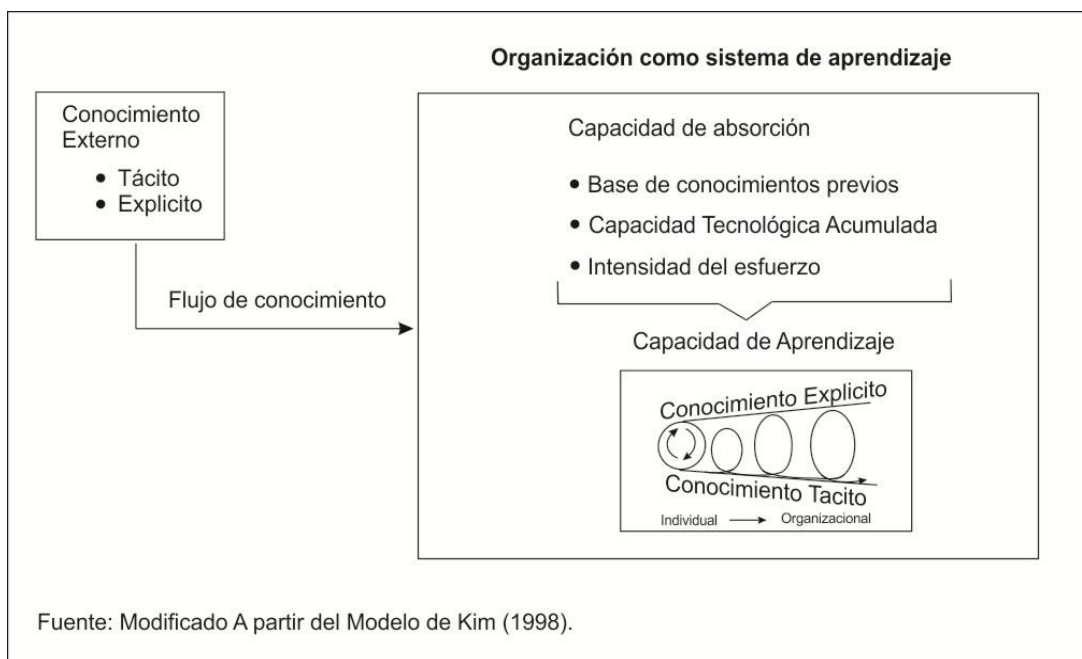 Organización como sistema de aprendizaje
Conocimiento
Externo
• Tácito
• Explicito
Flujo de conocimiento
Capacidad de absorción
• Base de conocimientos previos
• Capacidad Tecnológica Acumulada
• Intensidad del esfuerzo
Capacidad de Aprendizaje
Conocimiento Explicito
Conocimiento Tacito
Individual Organizacional
Fuente: Modificado A partir del Modelo de Kim (1998).